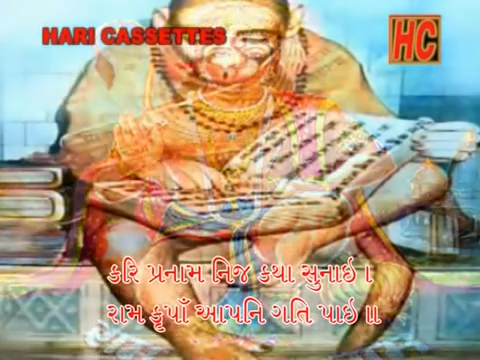 HARI CASSETTES
HC
કરિ પ્રનામ નિજ કથા સુનાઇ ।
રામ કૃપાઁ આપનિ ગતિ પાઇ ॥